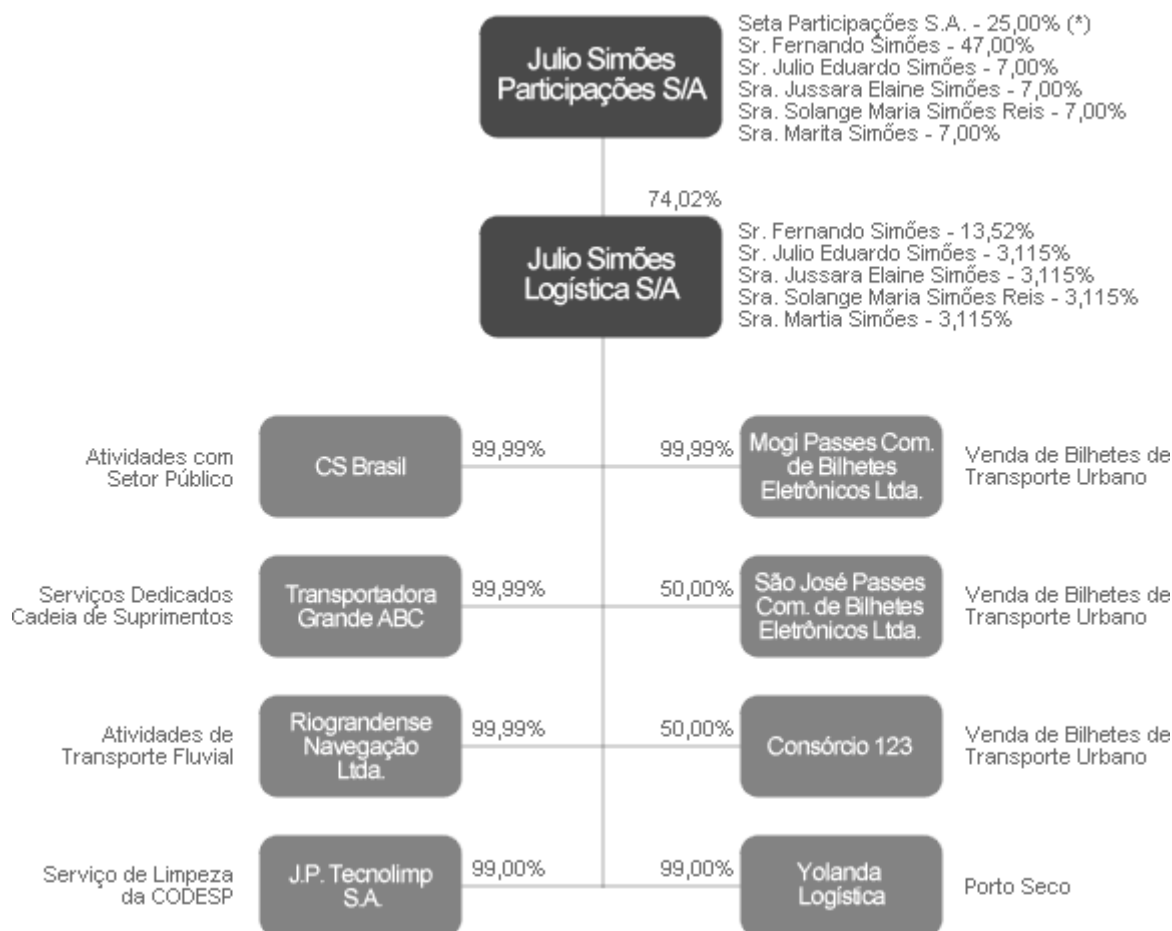 Julio Simões
Participações S/A
Seta Participações S.A. - 25,00% (*)
Sr. Fernando Simões - 47,00%
Sr. Julio Eduardo Simões - 7,00%
Sra. Jussara Elaine Simões - 7,00%
Sra. Solange Maria Simões Reis - 7,00%
Sra. Marita Simões - 7,00%
74,02%
Julio Simões
Logística S/A
Sr. Fernando Simões - 13,52%
Sr. Julio Eduardo Simões - 3,115%
Sra. Jussara Elaine Simões - 3,115%
Sra. Solange Maria Simões Reis - 3,115%
Sra. Martia Simões - 3,115%
Atividades com
Setor Público
CS Brasil
99,99%
99,99%
Mogi Passes Com.
de Bilhetes
Eletrônicos Ltda.
Venda de Bilhetes de
Transporte Urbano
Serviços Dedicados
Cadeia de Suprimentos
Transportadora
Grande ABC
99,99%
50,00%
São José Passes
Com. de Bilhetes
Eletrônicos Ltda.
Venda de Bilhetes de
Transporte Urbano
Atividades de
Transporte Fluvial
Riograndense
Navegação
Ltda.
99,99%
50,00%
Consórcio 123
Venda de Bilhetes de
Transporte Urbano
Serviço de Limpeza
da CODESP
J.P. Tecnolimp
S.A.
99,00%
99,00%
Yolanda
Logística
Porto Seco